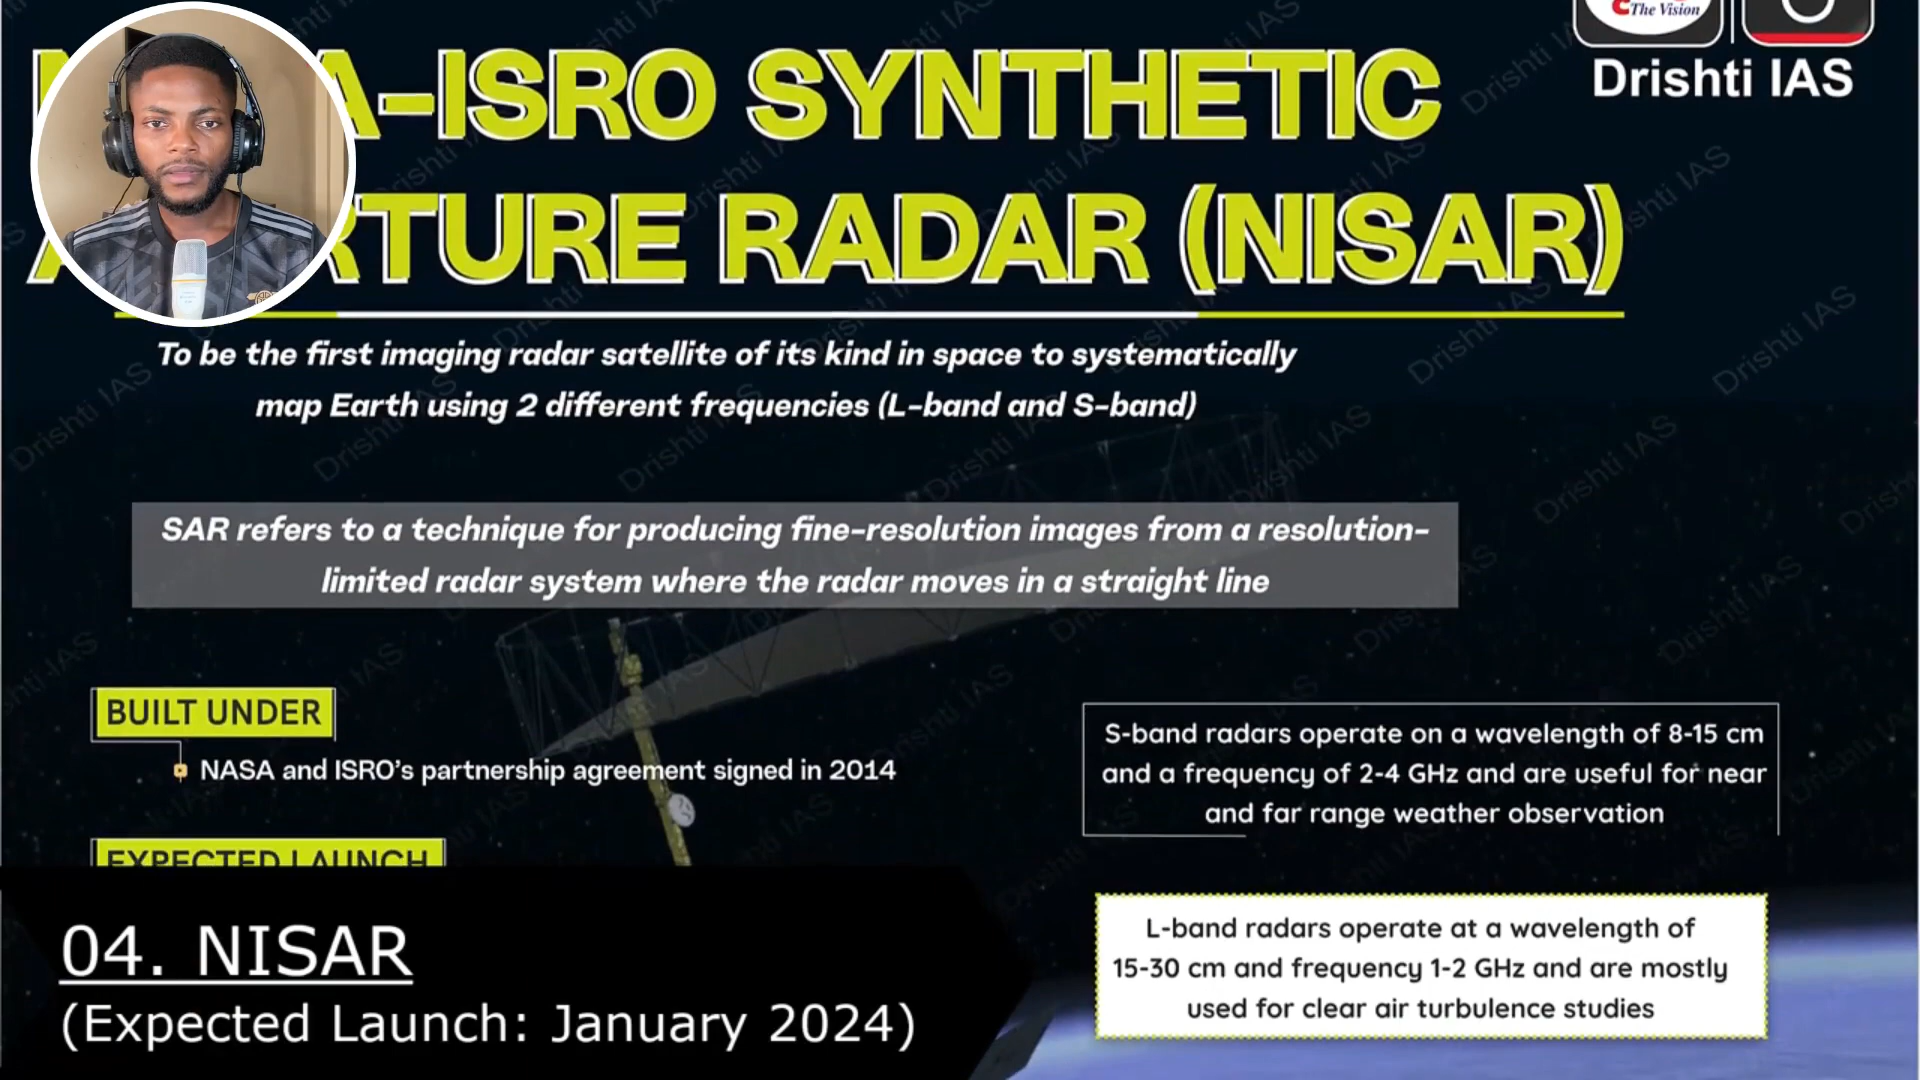 The Vision
Drishti IAS
A-ISRO SYNTHETIC
RTURE RADAR (NISAR)
To be the first imaging radar satellite of its kind in space to systematically
map Earth using 2 different frequencies (L-band and S-band)
SAR refers to a technique for producing fine-resolution images from a resolution-
limited radar system where the radar moves in a straight line
BUILT UNDER
NASA and ISRO's partnership agreement signed in 2014
S-band radars operate on a wavelength of 8-15 cm
and a frequency of 2-4 GHz and are useful for near
and far range weather observation
EXPECTED LAUNCH
L-band radars operate at a wavelength of
15-30 cm and frequency 1-2 GHz and are mostly
used for clear air turbulence studies
04. NISAR
(Expected Launch: January 2024)